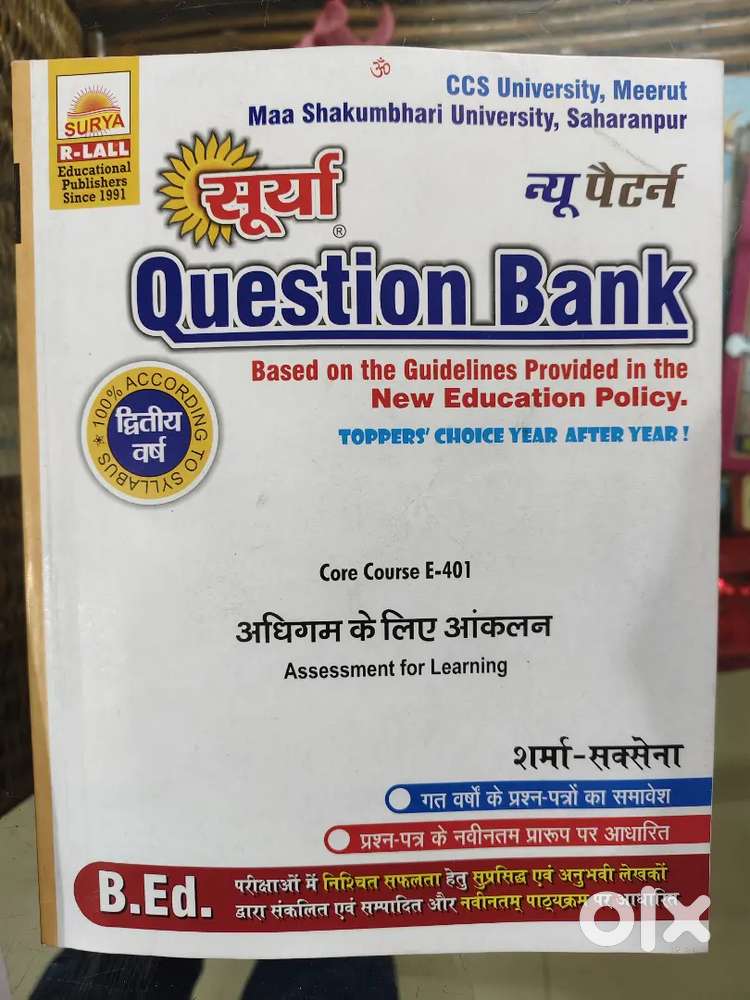 ॐ
SURYA
R-LALL
Educational
Publishers
Since 1991
CCS University, Meerut
Maa Shakumbhari University, Saharanpur
सूर्या ®
न्यू पैटर्न
Question Bank
Based on the Guidelines Provided in the
New Education Policy.
TOPPERS' CHOICE YEAR AFTER YEAR !
100% ACCORDING TO SYLLABUS *
द्वितीय
वर्ष
Core Course E-401
अधिगम के लिए आंकलन
Assessment for Learning
शर्मा-सक्सेना
गत वर्षों के प्रश्न-पत्रों का समावेश
प्रश्न-पत्र के नवीनतम प्रारूप पर आधारित
B.Ed.
परीक्षाओं में निश्चित सफलता हेतु सुप्रसिद्ध एवं अनुभवी लेखकों
द्वारा संकलित एवं सम्पादित और नवीनतम् पाठ्यक्रम पर आधारित
olx